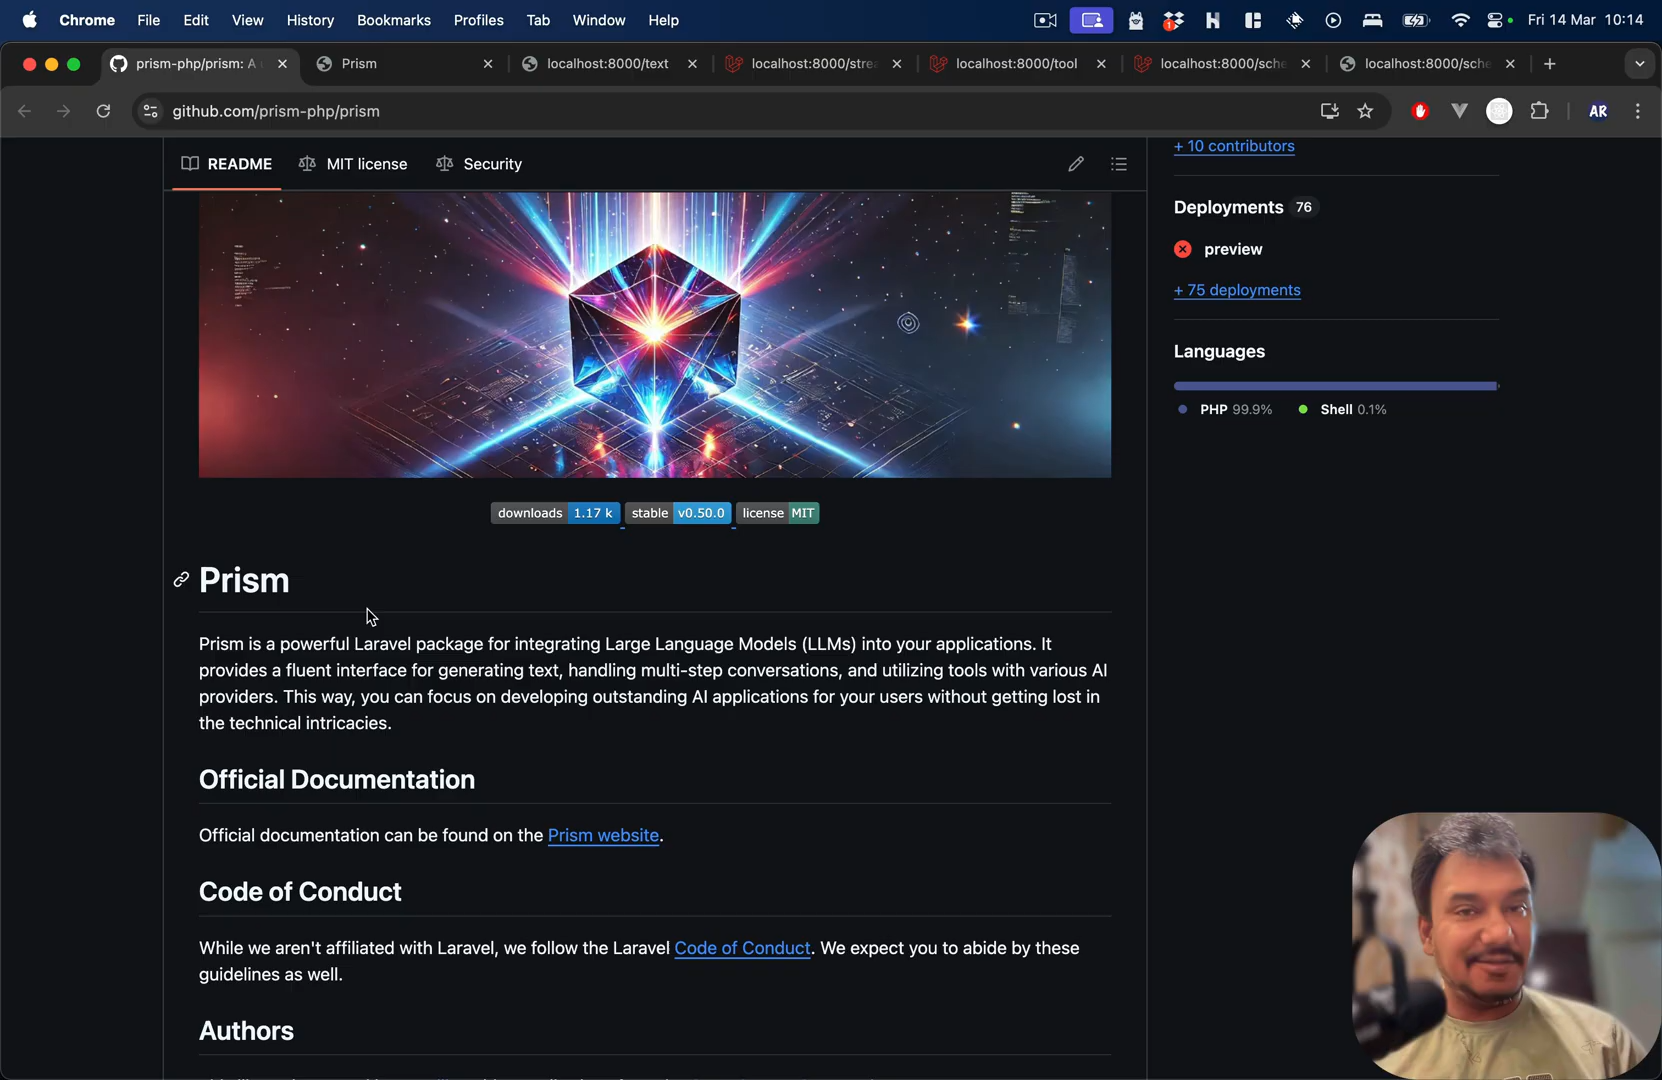 Chrome File Edit View History Bookmarks Profiles Tab Window Help
1
Fri 14 Mar 10:14
prism-php/prism: A
Prism
localhost:8000/text
localhost:8000/stre
localhost:8000/tool
localhost:8000/sche
localhost:8000/sche
github.com/prism-php/prism
AR
README
MIT license
Security
+ 10 contributors
Deployments 76
preview
+ 75 deployments
Languages
PHP 99.9% Shell 0.1%
downloads 1.17 k stable v0.50.0 license MIT
Prism
Prism is a powerful Laravel package for integrating Large Language Models (LLMs) into your applications. It
provides a fluent interface for generating text, handling multi-step conversations, and utilizing tools with various AI
providers. This way, you can focus on developing outstanding AI applications for your users without getting lost in
the technical intricacies.
Official Documentation
Official documentation can be found on the Prism website.
Code of Conduct
While we aren't affiliated with Laravel, we follow the Laravel Code of Conduct. We expect you to abide by these
guidelines as well.
Authors